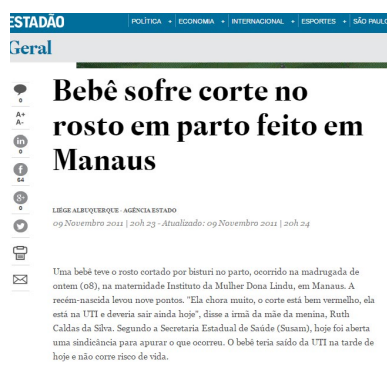 ESTADÃO
POLÍTICA + ECONOMIA + INTERNACIONAL + ESPORTES + SÃO PAULO
Geral
Bebê sofre corte no
rosto em parto feito em
Manaus
0
A+
A-
in
0
f
64
g+
0
LIÉGE ALBUQUERQUE - AGÊNCIA ESTADO
09 Novembro 2011 | 20h 23 - Atualizado: 09 Novembro 2011 | 20h 24
Uma bebê teve o rosto cortado por bisturi no parto, ocorrido na madrugada de
ontem (08), na maternidade Instituto da Mulher Dona Lindu, em Manaus. A
recém-nascida levou nove pontos. "Ela chora muito, o corte está bem vermelho, ela
está na UTI e deveria sair ainda hoje", disse a irmã da mãe da menina, Ruth
Caldas da Silva. Segundo a Secretaria Estadual de Saúde (Susam), hoje foi aberta
uma sindicância para apurar o que ocorreu. O bebê teria saído da UTI na tarde de
hoje e não corre risco de vida.